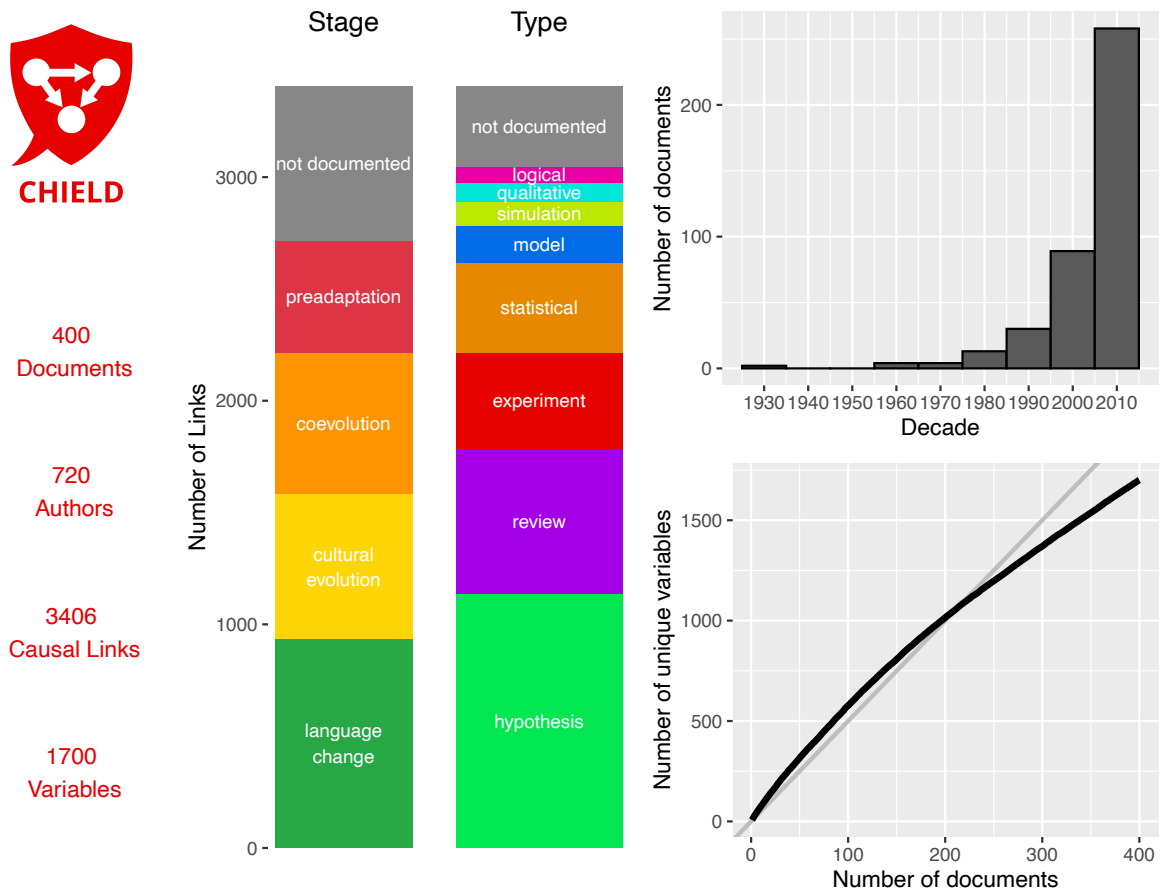 CHIELD
400
Documents
720
Authors
3406
Causal Links
1700
Variables
Stage
Type
Number of Links
3000
2000
1000
0
not documented
preadaptation
coevolution
cultural
evolution
language
change
not documented
logical
qualitative
simulation
model
statistical
experiment
review
hypothesis
Number of documents
200
100
0
1930 1940 1950 1960 1970 1980 1990 2000 2010
Decade
Number of unique variables
1500
1000
500
0
0 100 200 300 400
Number of documents